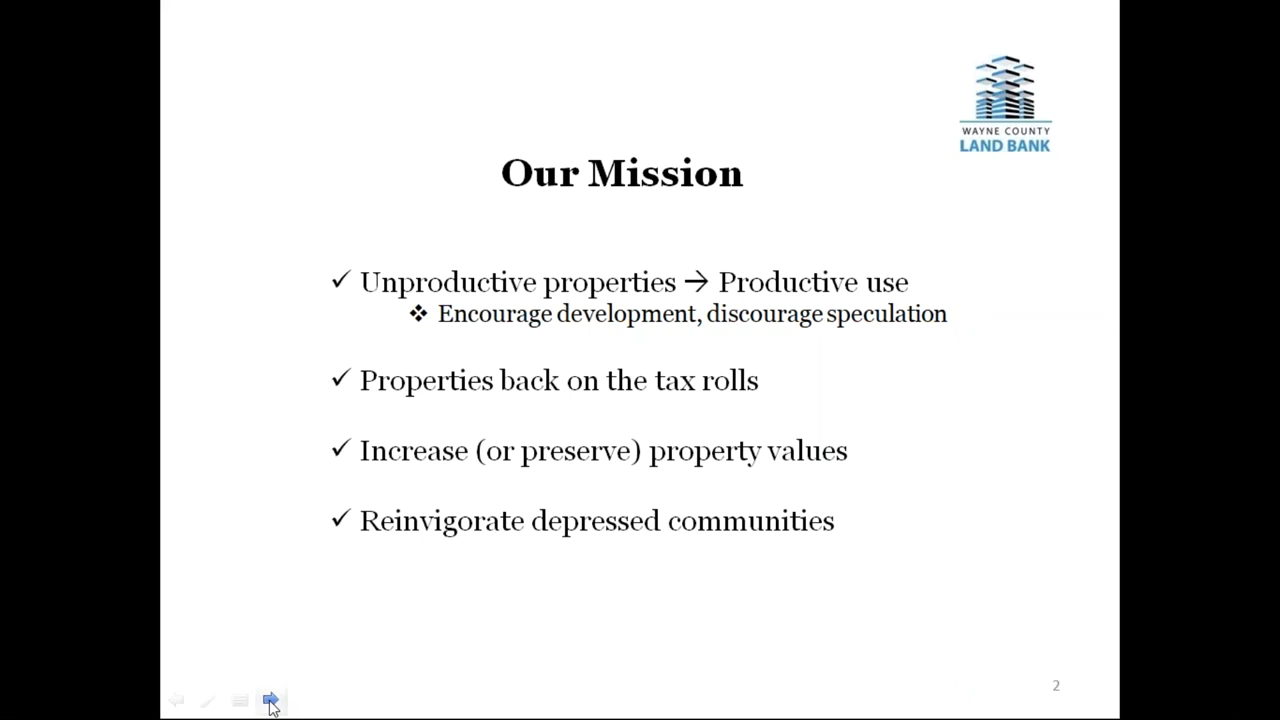 WAYNE COUNTY
LAND BANK
Our Mission
✓ Unproductive properties → Productive use
❖ Encourage development, discourage speculation
✓ Properties back on the tax rolls
✓ Increase (or preserve) property values
✓ Reinvigorate depressed communities
2